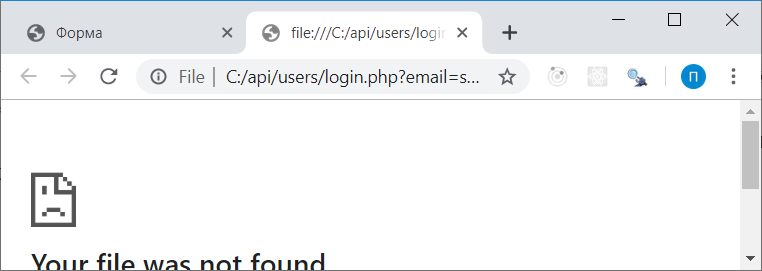 Форма
file:///C:/api/users/login
File | C:/api/users/login.php?email=s...
П
Your file was not found